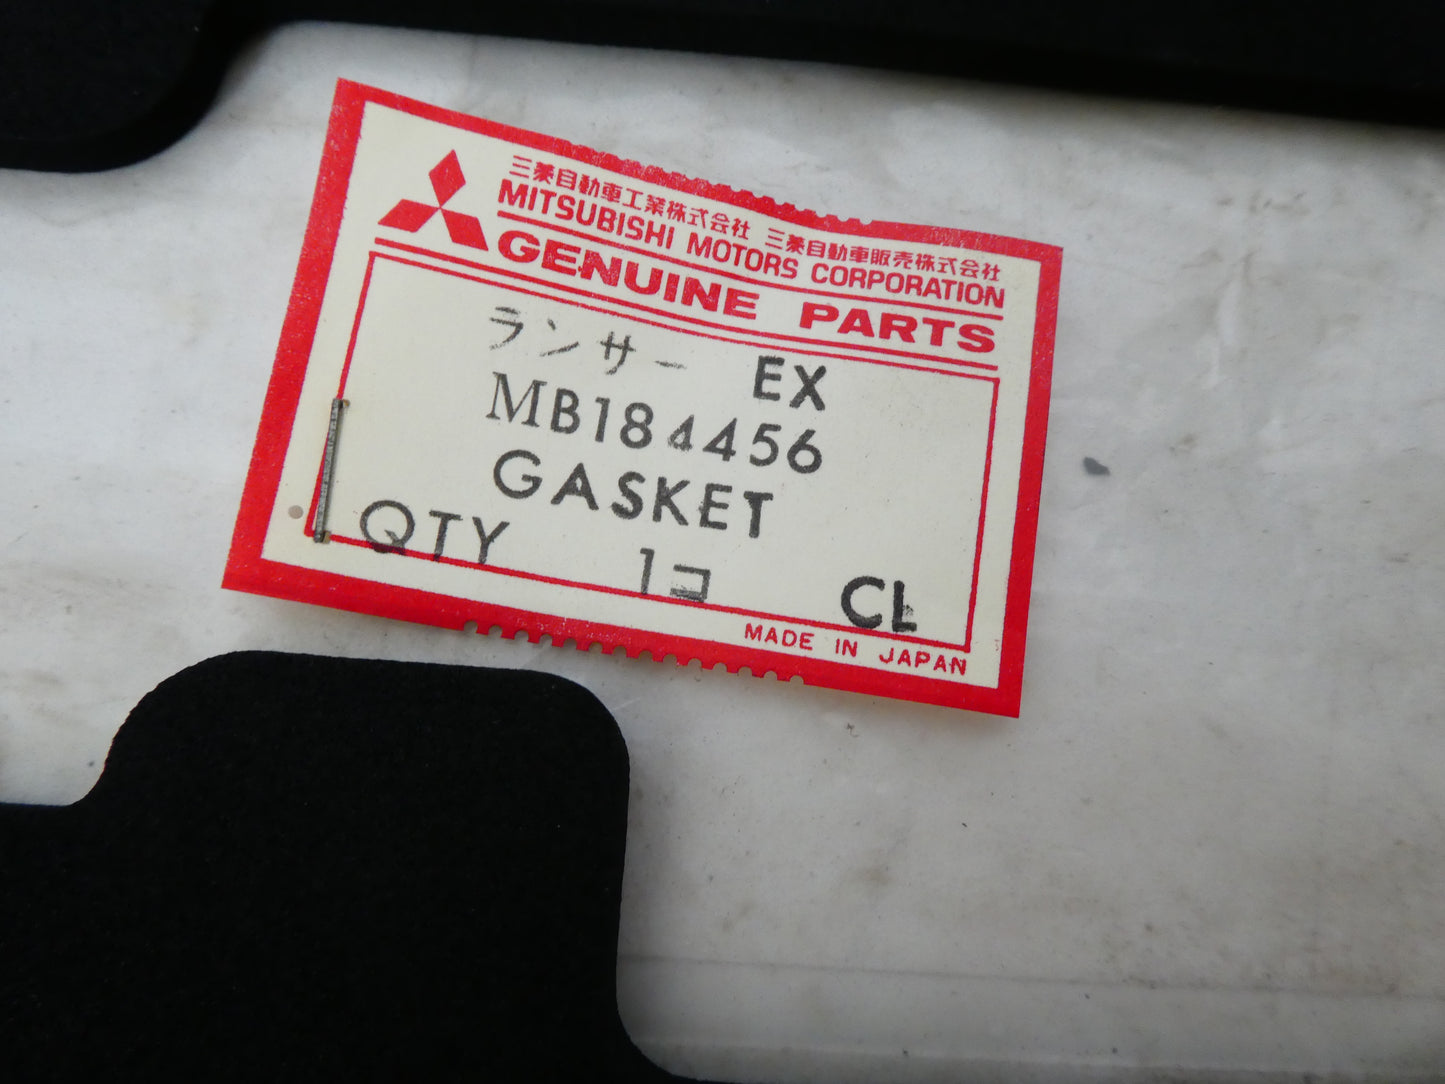 三菱自動車工業株式会社 三菱自動車販売株式会社
MITSUBISHI MOTORS CORPORATION
GENUINE PARTS
ランサー EX
MB184456
GASKET
QTY 1コ CL
MADE IN JAPAN